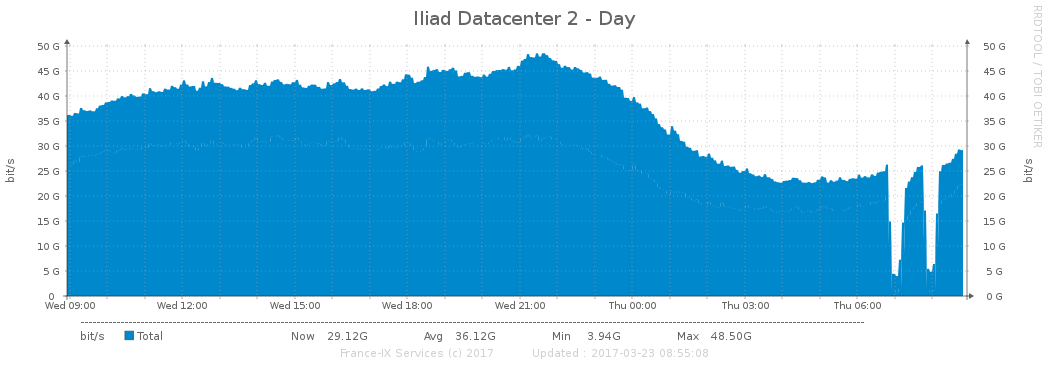 Iliad Datacenter 2 - Day
RRDTOOL / TOBI OETIKER
bit/s
bit/s
50 G 50 G
45 G 45 G
40 G 40 G
35 G 35 G
30 G 30 G
25 G 25 G
20 G 20 G
15 G 15 G
10 G 10 G
5 G 5 G
0 0 G
Wed 09:00 Wed 12:00 Wed 15:00 Wed 18:00 Wed 21:00 Thu 00:00 Thu 03:00 Thu 06:00
bit/s Total Now 29.12G Avg 36.12G Min 3.94G Max 48.50G
France-IX Services (c) 2017 Updated : 2017-03-23 08:55:08